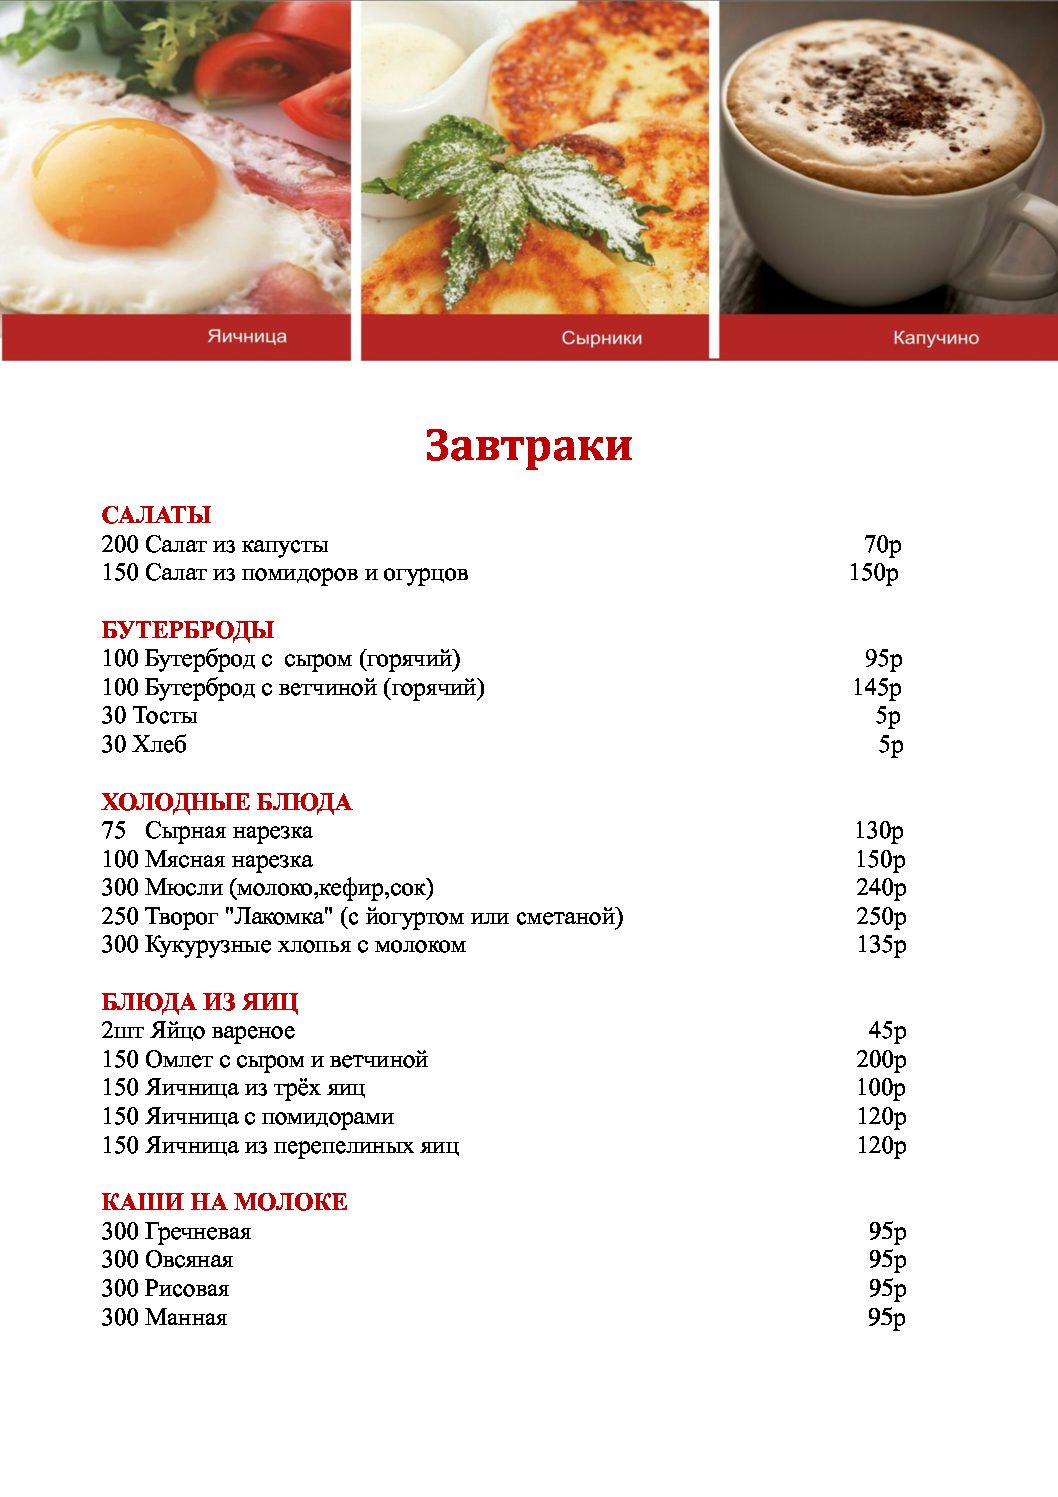 Яичница
Сырники
Капучино
Завтраки
САЛАТЫ
200 Салат из капусты 70р
150 Салат из помидоров и огурцов 150р
БУТЕРБРОДЫ
100 Бутерброд с сыром (горячий) 95р
100 Бутерброд с ветчиной (горячий) 145р
30 Тосты 5р
30 Хлеб 5р
ХОЛОДНЫЕ БЛЮДА
75 Сырная нарезка 130р
100 Мясная нарезка 150р
300 Мюсли (молоко,кефир,сок) 240р
250 Творог "Лакомка" (с йогуртом или сметаной) 250р
300 Кукурузные хлопья с молоком 135р
БЛЮДА ИЗ ЯИЦ
2шт Яйцо вареное 45р
150 Омлет с сыром и ветчиной 200р
150 Яичница из трёх яиц 100р
150 Яичница с помидорами 120р
150 Яичница из перепелиных яиц 120р
КАШИ НА МОЛОКЕ
300 Гречневая 95р
300 Овсяная 95р
300 Рисовая 95р
300 Манная 95р